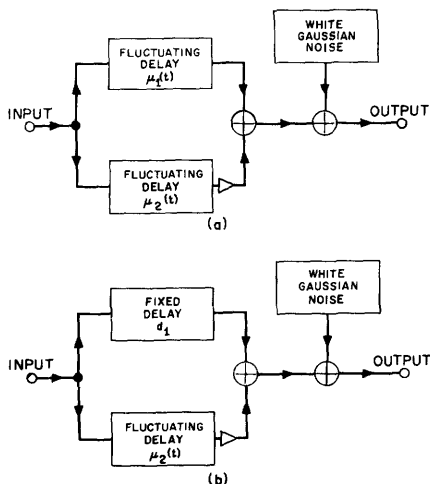 WHITE
GAUSSIAN
NOISE
FLUCTUATING
DELAY
μ₁(t)
INPUT
OUTPUT
FLUCTUATING
DELAY
μ₂(t)
(a)
WHITE
GAUSSIAN
NOISE
FIXED
DELAY
d₁
INPUT
OUTPUT
FLUCTUATING
DELAY
μ₂(t)
(b)